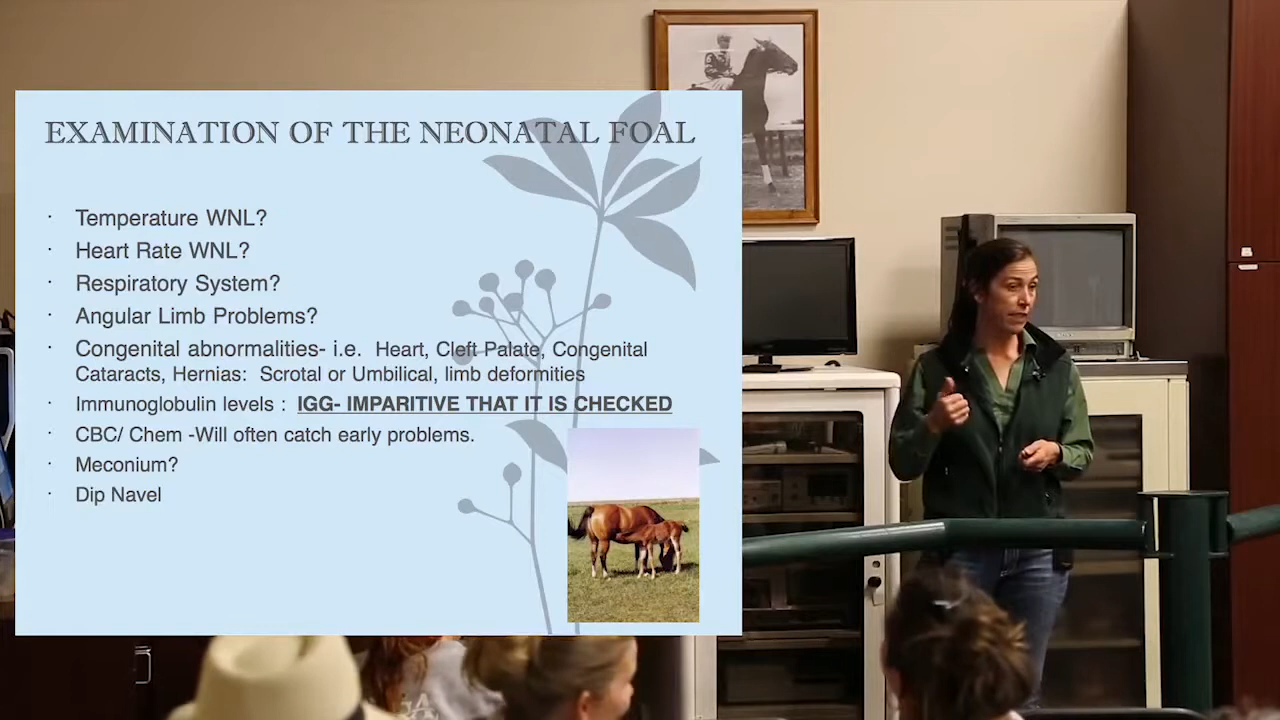 EXAMINATION OF THE NEONATAL FOAL
· Temperature WNL?
· Heart Rate WNL?
· Respiratory System?
· Angular Limb Problems?
· Congenital abnormalities- i.e. Heart, Cleft Palate, Congenital
Cataracts, Hernias: Scrotal or Umbilical, limb deformities
· Immunoglobulin levels : IGG- IMPARITIVE THAT IT IS CHECKED
· CBC/ Chem -Will often catch early problems.
· Meconium?
· Dip Navel